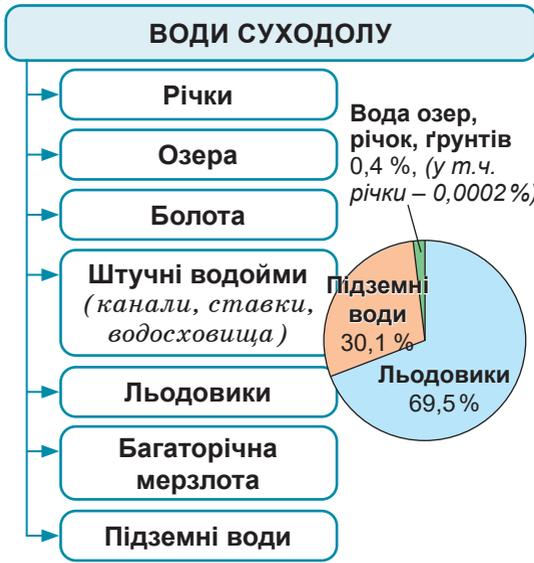 ВОДИ СУХОДОЛУ
Річки
Озера
Болота
Штучні водойми
(канали, ставки,
водосховища)
Льодовики
Багаторічна
мерзлота
Підземні води
Вода озер,
річок, ґрунтів
0,4 %, (у т.ч.
річки – 0,0002 %)
Підземні
води
30,1 %
Льодовики
69,5 %